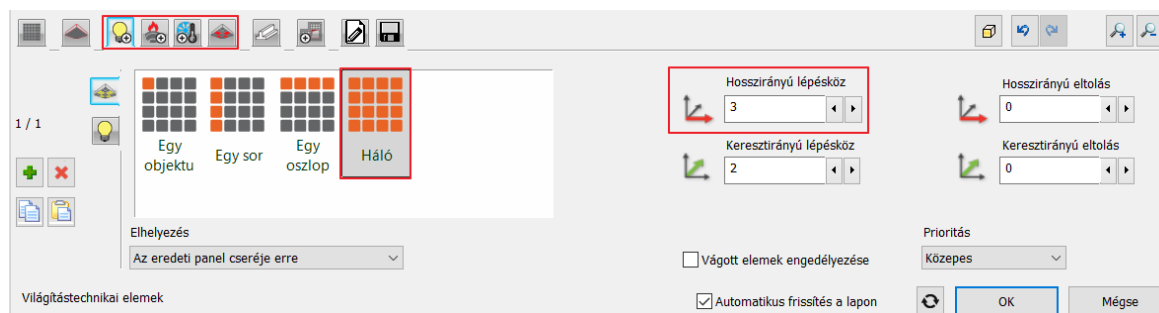 1 / 1
Egy objektu
Egy sor
Egy oszlop
Háló
Elhelyezés
Az eredeti panel cseréje erre
Világítástechnikai elemek
Hosszirányú lépésköz
3
Keresztirányú lépésköz
2
Hosszirányú eltolás
0
Keresztirányú eltolás
0
Vágott elemek engedélyezése
Prioritás
Közepes
Automatikus frissítés a lapon
OK
Mégse